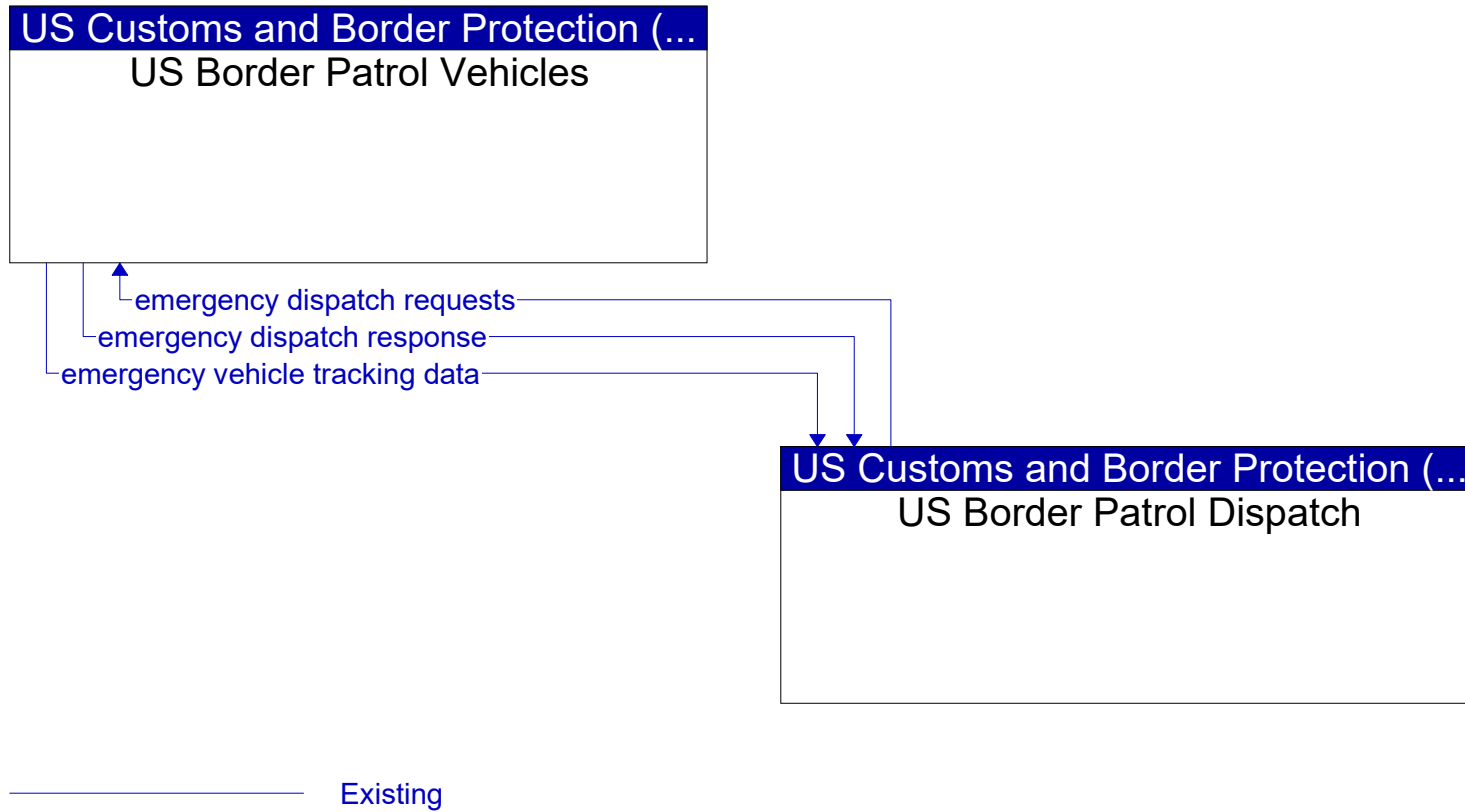 US Customs and Border Protection (...
US Border Patrol Vehicles
emergency dispatch requests
emergency dispatch response
emergency vehicle tracking data
US Customs and Border Protection (...
US Border Patrol Dispatch
Existing